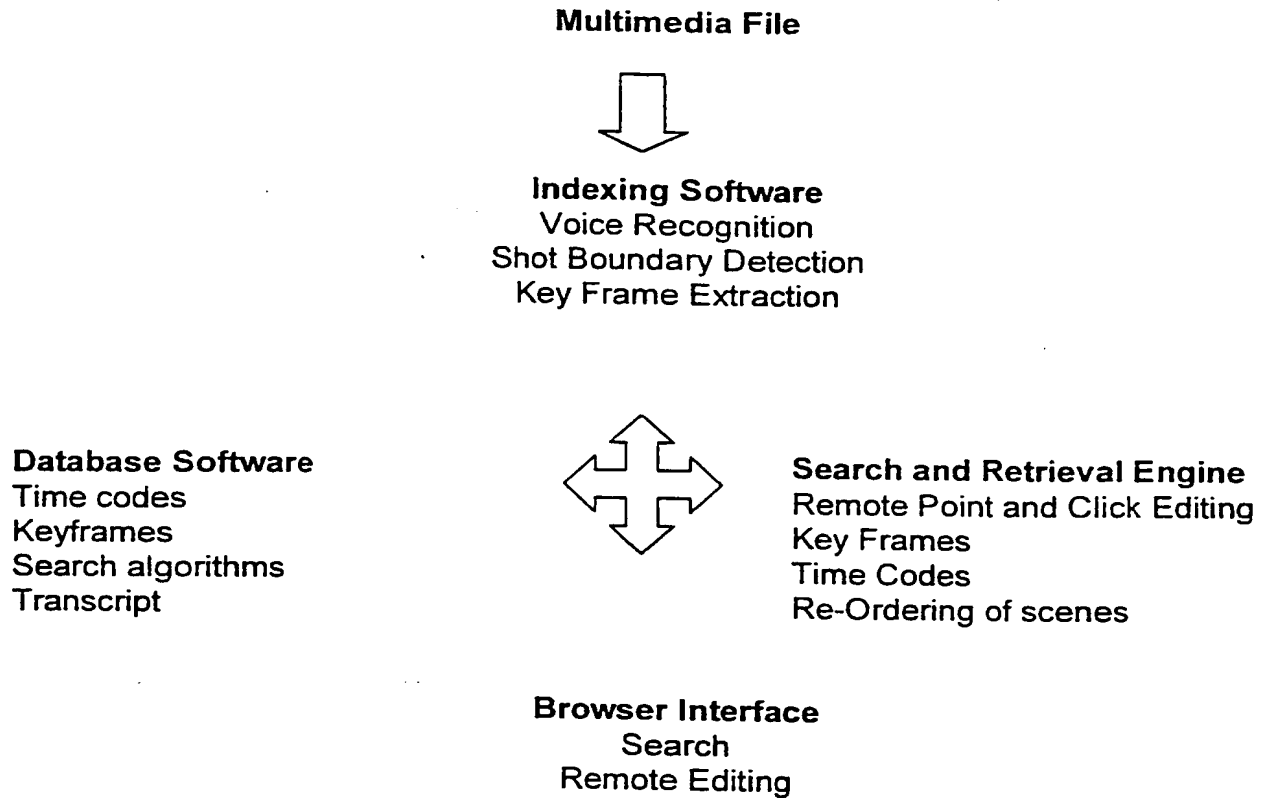 Multimedia File
Indexing Software
Voice Recognition
Shot Boundary Detection
Key Frame Extraction
Database Software
Time codes
Keyframes
Search algorithms
Transcript
Search and Retrieval Engine
Remote Point and Click Editing
Key Frames
Time Codes
Re-Ordering of scenes
Browser Interface
Search
Remote Editing